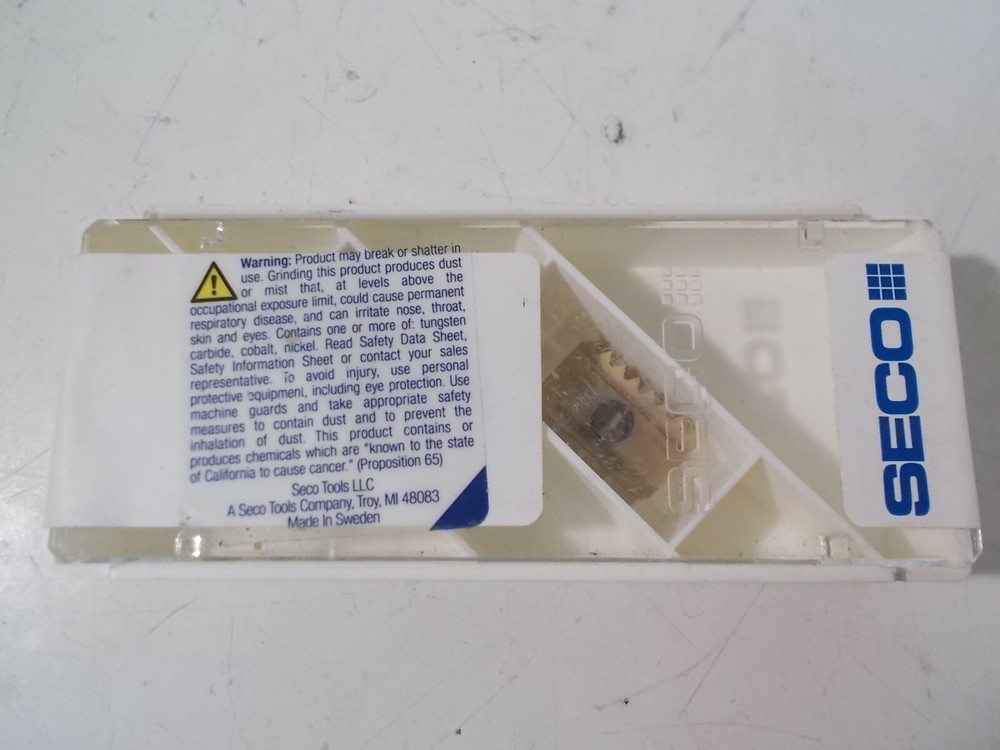 Warning: Product may break or shatter in
use. Grinding this product produces dust
or mist that, at levels above the
occupational exposure limit, could cause permanent
respiratory disease, and can irritate nose, throat,
skin and eyes. Contains one or more of: tungsten
carbide, cobalt, nickel. Read Safety Data Sheet,
Safety Information Sheet or contact your sales
representative. To avoid injury, use personal
protective equipment, including eye protection. Use
machine guards and take appropriate safety
measures to contain dust and to prevent the
inhalation of dust. This product contains or
produces chemicals which are "known to the state
of California to cause cancer." (Proposition 65)
Seco Tools LLC
A Seco Tools Company, Troy, MI 48083
Made In Sweden
SECO
SECO